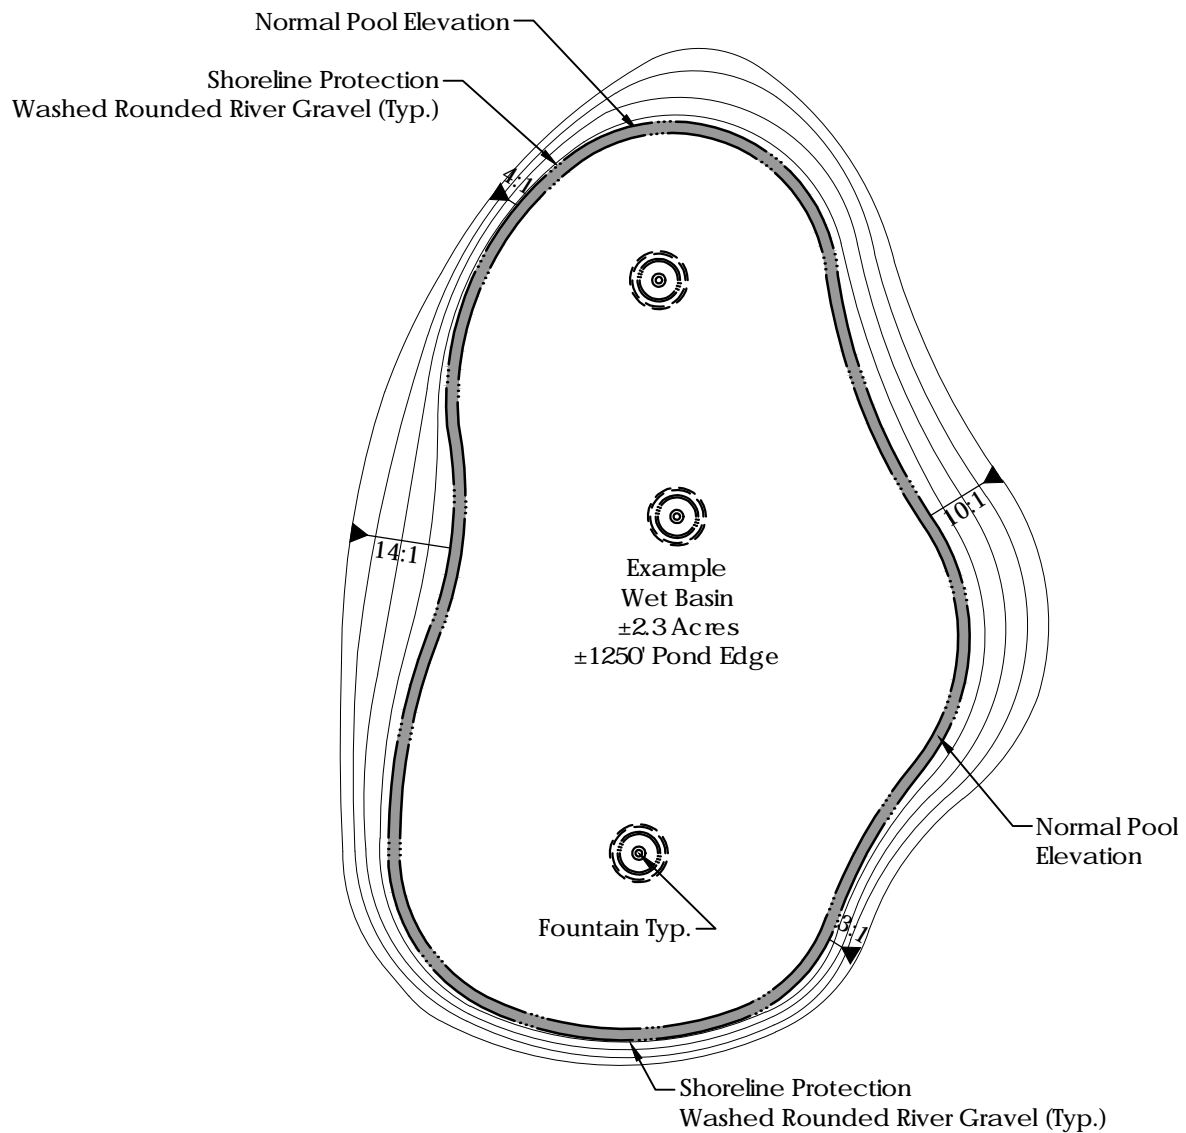 Normal Pool Elevation
Shoreline Protection
Washed Rounded River Gravel (Typ.)
4:1
10:1
14:1
Example
Wet Basin
±2.3 Acres
±1250' Pond Edge
Normal Pool
Elevation
Fountain Typ.
3:1
Shoreline Protection
Washed Rounded River Gravel (Typ.)